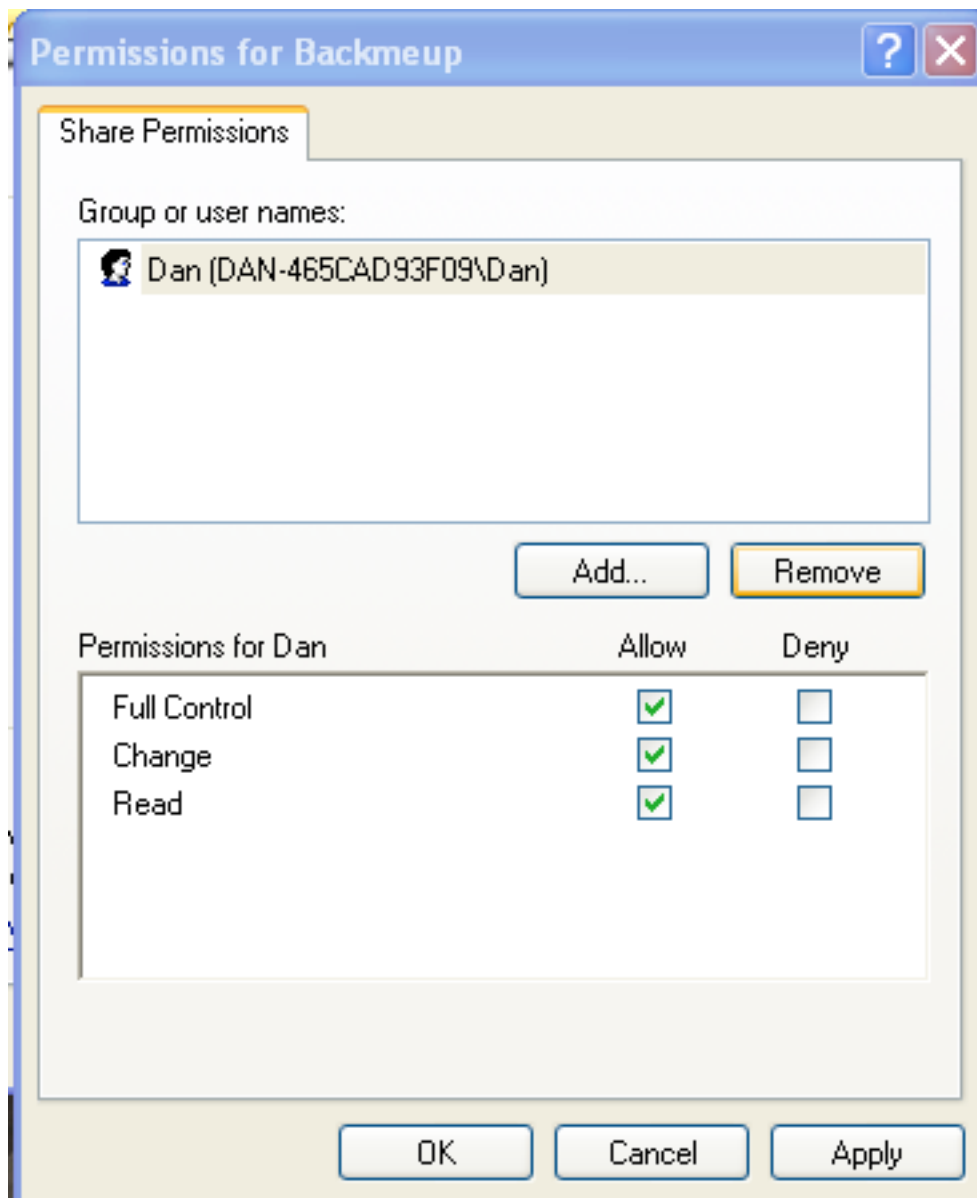 Permissions for Backmeup
?
Share Permissions
Group or user names:
Dan (DAN-465CAD93F09\Dan)
Add... Remove
Permissions for Dan Allow Deny
Full Control
Change
Read
OK Cancel Apply